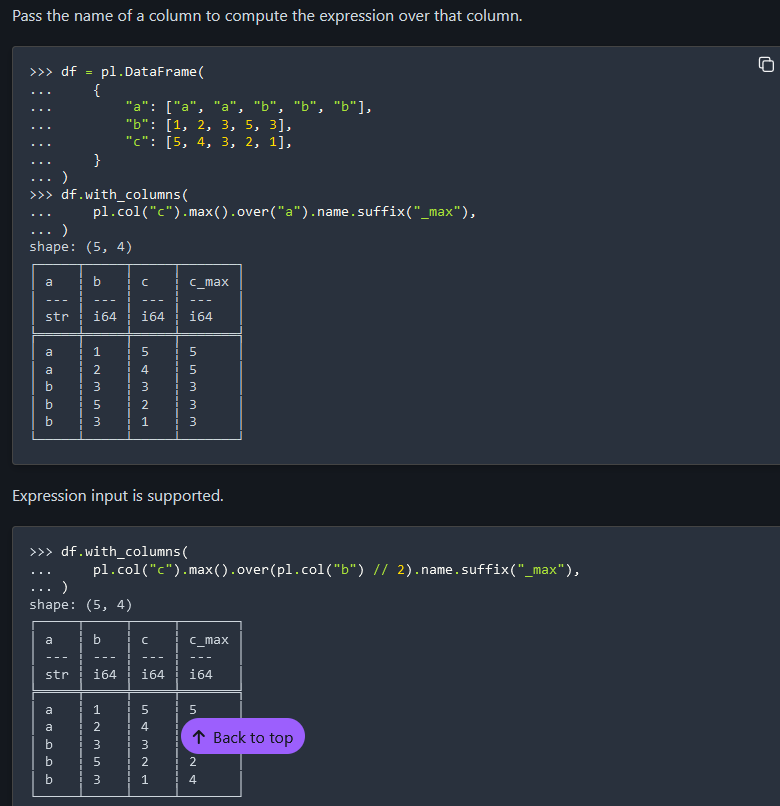 Pass the name of a column to compute the expression over that column.
>>> df = pl.DataFrame(
...     {
...         "a": ["a", "a", "b", "b", "b"],
...         "b": [1, 2, 3, 5, 3],
...         "c": [5, 4, 3, 2, 1],
...     }
... )
>>> df.with_columns(
...     pl.col("c").max().over("a").name.suffix("_max"),
... )
shape: (5, 4)
a b c c_max
--- --- --- ---
str i64 i64 i64
a 1 5 5
a 2 4 5
b 3 3 3
b 5 2 3
b 3 1 3
Expression input is supported.
>>> df.with_columns(
...     pl.col("c").max().over(pl.col("b") // 2).name.suffix("_max"),
... )
shape: (5, 4)
a b c c_max
--- --- --- ---
str i64 i64 i64
a 1 5 5
a 2 4
b 3 3
↑ Back to top
b 5 2 2
b 3 1 4